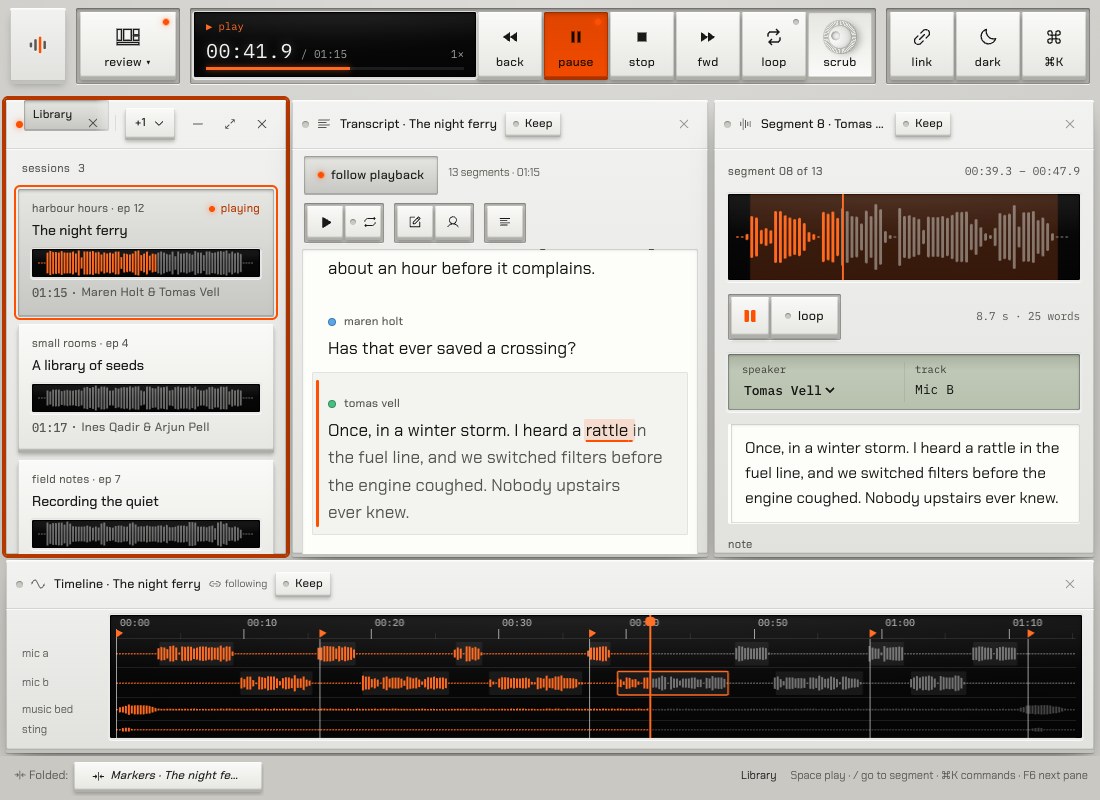 review ▾
▶ play
00:41.9 / 01:15 1×
back
pause
stop
fwd
loop
scrub
link
dark
⌘K
Library
+1
sessions 3
harbour hours · ep 12 playing
The night ferry
01:15 · Maren Holt & Tomas Vell
small rooms · ep 4
A library of seeds
01:17 · Ines Qadir & Arjun Pell
field notes · ep 7
Recording the quiet
Transcript · The night ferry Keep
follow playback 13 segments · 01:15
about an hour before it complains.
maren holt
Has that ever saved a crossing?
tomas vell
Once, in a winter storm. I heard a rattle in
the fuel line, and we switched filters before
the engine coughed. Nobody upstairs
ever knew.
Segment 8 · Tomas ... Keep
segment 08 of 13 00:39.3 – 00:47.9
loop 8.7 s · 25 words
speaker track
Tomas Vell Mic B
Once, in a winter storm. I heard a rattle in the
fuel line, and we switched filters before the
engine coughed. Nobody upstairs ever knew.
note
Timeline · The night ferry following Keep
00:00 00:10 00:20 00:30 00:50 01:00 01:10
mic a
mic b
music bed
sting
Folded: Markers · The night fe...
Library Space play · / go to segment · ⌘K commands · F6 next pane